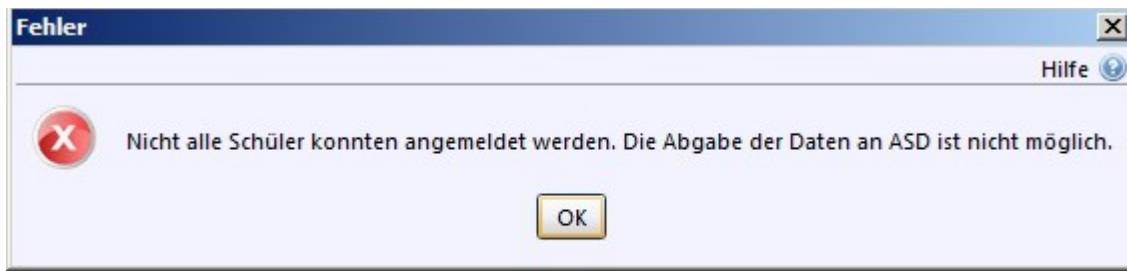 Fehler
Hilfe
Nicht alle Schüler konnten angemeldet werden. Die Abgabe der Daten an ASD ist nicht möglich.
OK